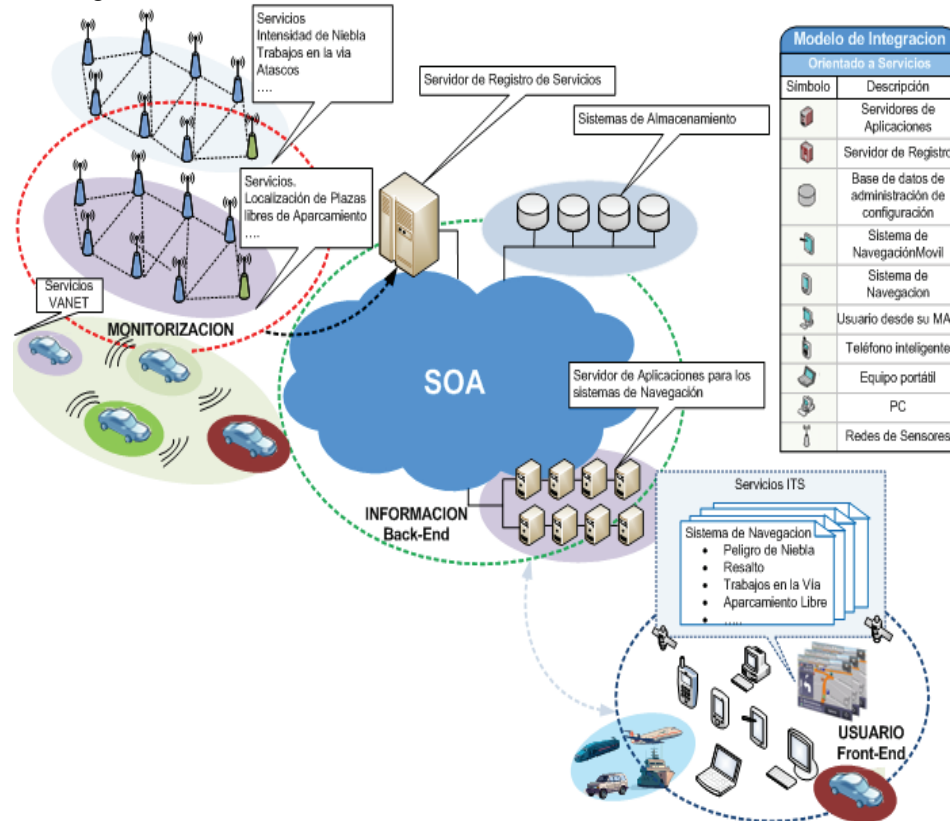 Servicios
Intensidad de Niebla
Trabajos en la via
Atascos
....
Servidor de Registro de Servicios
Sistemas de Almacenamiento
Servicios.
Localización de Plazas
libres de Aparcamiento
....
Servicios
VANET
MONITORIZACION
SOA
Servidor de Aplicaciones para los
sistemas de Navegación
INFORMACION
Back-End
Modelo de Integracion
Orientado a Servicios
Símbolo Descripción
Servidores de
Aplicaciones
Servidor de Registro
Base de datos de
administración de
configuración
Sistema de
NavegaciónMovil
Sistema de
Navegacion
Usuario desde su MA
Teléfono inteligente
Equipo portátil
PC
Redes de Sensores
Servicios ITS
Sistema de Navegacion
• Peligro de Niebla
• Resalto
• Trabajos en la Vía
• Aparcamiento Libre
• .....
USUARIO
Front-End